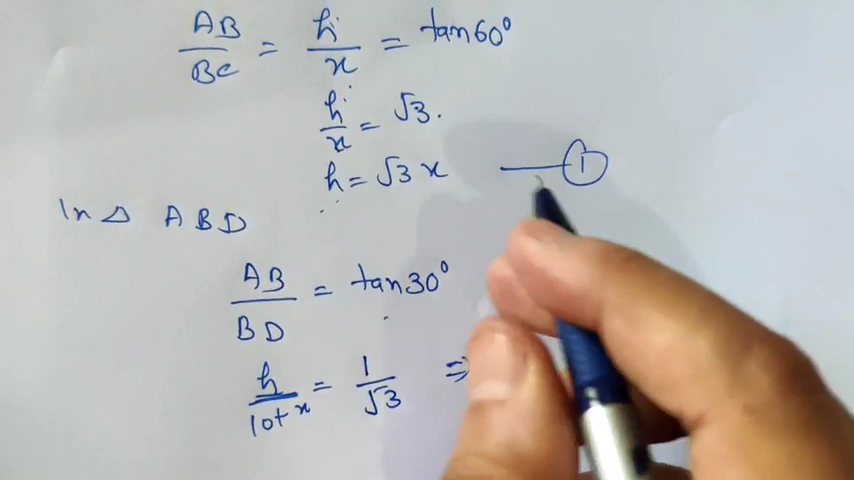 AB/BC = h/x = tan60°
h/x = √3.
h = √3 x —— ①
In △ ABD
AB/BD = tan30°
h/10+x = 1/√3 ⇒